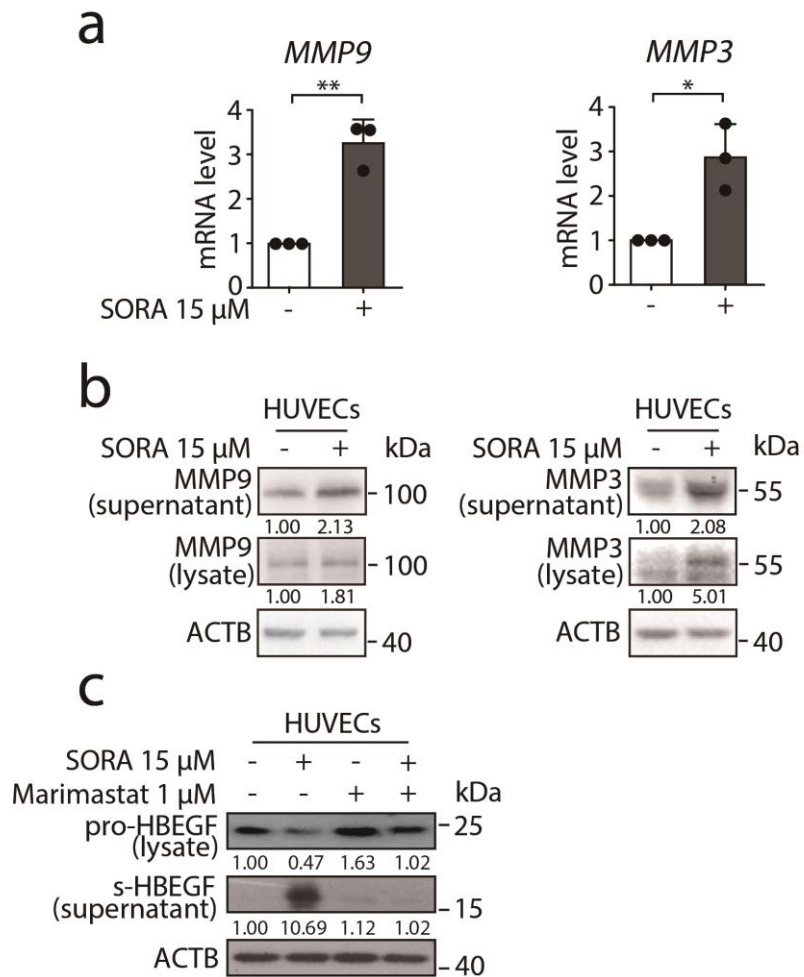 a
MMP9
MMP3
**
*
4
3
2
1
0
mRNA level
4
3
2
1
0
mRNA level
SORA 15 μM - +
- +
b
HUVECs
SORA 15 μM - + kDa
MMP9
(supernatant)
100
1.00 2.13
MMP9
(lysate)
100
1.00 1.81
ACTB
40
HUVECs
SORA 15 μM - + kDa
MMP3
(supernatant)
55
1.00 2.08
MMP3
(lysate)
55
1.00 5.01
ACTB
40
c
HUVECs
SORA 15 μM - + - +
Marimastat 1 μM - - + + kDa
pro-HBEGF
(lysate)
25
1.00 0.47 1.63 1.02
s-HBEGF
(supernatant)
15
1.00 10.69 1.12 1.02
ACTB
40